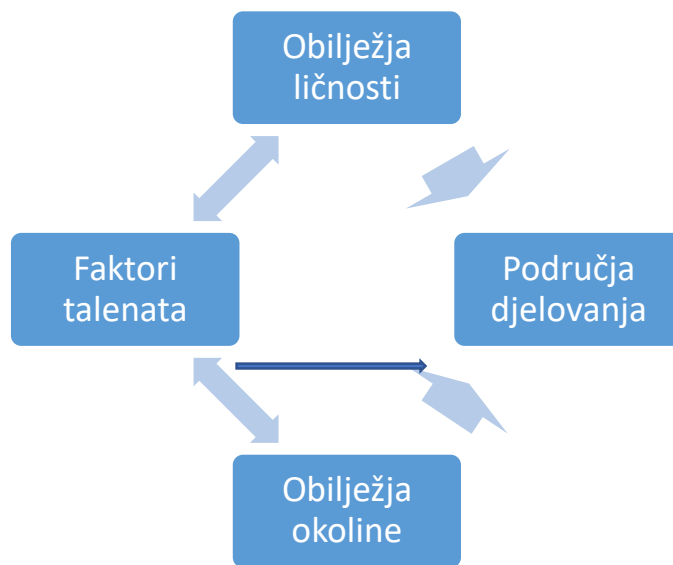 Obilježja
ličnosti
Faktori
talenata
Područja
djelovanja
Obilježja
okoline